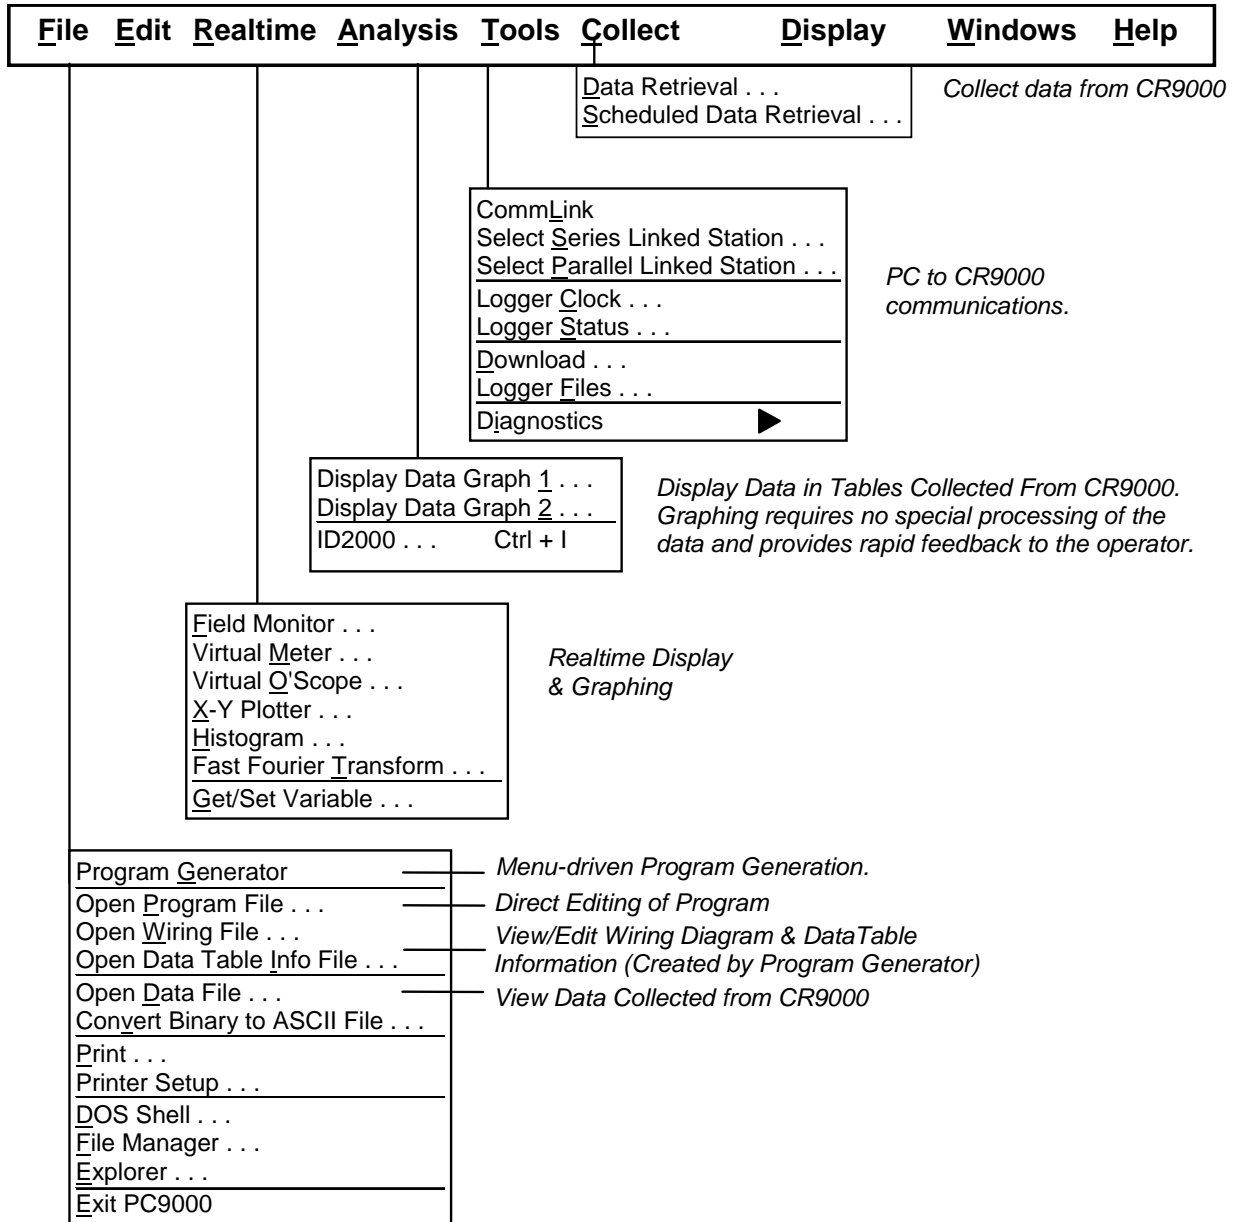 File Edit Realtime Analysis Tools Collect Display Windows Help
Data Retrieval . . .
Scheduled Data Retrieval . . .
Collect data from CR9000
CommLink
Select Series Linked Station . . .
Select Parallel Linked Station . . .
Logger Clock . . .
Logger Status . . .
Download . . .
Logger Files . . .
Diagnostics
PC to CR9000
communications.
Display Data Graph 1 . . .
Display Data Graph 2 . . .
ID2000 . . . Ctrl + I
Display Data in Tables Collected From CR9000.
Graphing requires no special processing of the
data and provides rapid feedback to the operator.
Field Monitor . . .
Virtual Meter . . .
Virtual O'Scope . . .
X-Y Plotter . . .
Histogram . . .
Fast Fourier Transform . . .
Get/Set Variable . . .
Realtime Display
& Graphing
Program Generator
Open Program File . . .
Open Wiring File . . .
Open Data Table Info File . . .
Open Data File . . .
Convert Binary to ASCII File . . .
Print . . .
Printer Setup . . .
DOS Shell . . .
File Manager . . .
Explorer . . .
Exit PC9000
Menu-driven Program Generation.
Direct Editing of Program
View/Edit Wiring Diagram & DataTable
Information (Created by Program Generator)
View Data Collected from CR9000